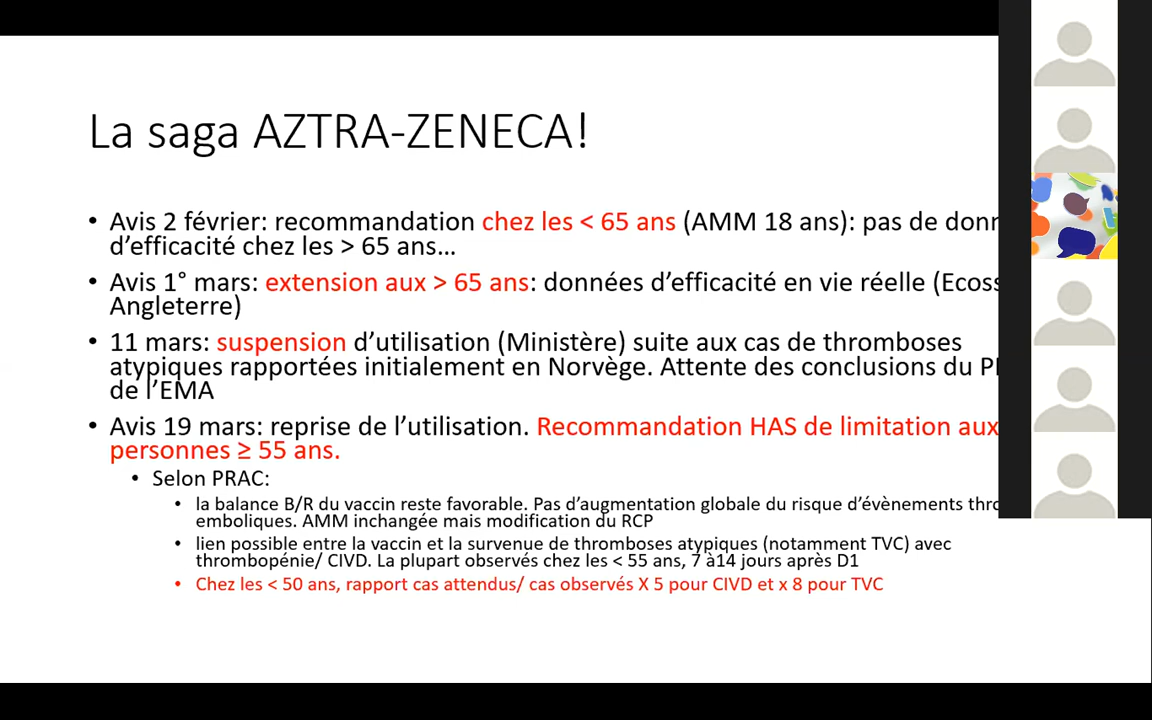 La saga AZTRA-ZENECA!
• Avis 2 février: recommandation chez les < 65 ans (AMM 18 ans): pas de
d’efficacité chez les > 65 ans…
• Avis 1° mars: extension aux > 65 ans: données d’efficacité en vie réelle
Angleterre)
• 11 mars: suspension d’utilisation (Ministère) suite aux cas de thromboses
atypiques rapportées initialement en Norvège. Attente des conclusions du
de l’EMA
• Avis 19 mars: reprise de l’utilisation. Recommandation HAS de limitation aux
personnes ≥ 55 ans.
• Selon PRAC:
• la balance B/R du vaccin reste favorable. Pas d’augmentation globale du risque d’évènements
emboliques. AMM inchangée mais modification du RCP
• lien possible entre la vaccin et la survenue de thromboses atypiques (notamment TVC) avec
thrombopénie/ CIVD. La plupart observés chez les < 55 ans, 7 à14 jours après D1
• Chez les < 50 ans, rapport cas attendus/ cas observés X 5 pour CIVD et x 8 pour TVC